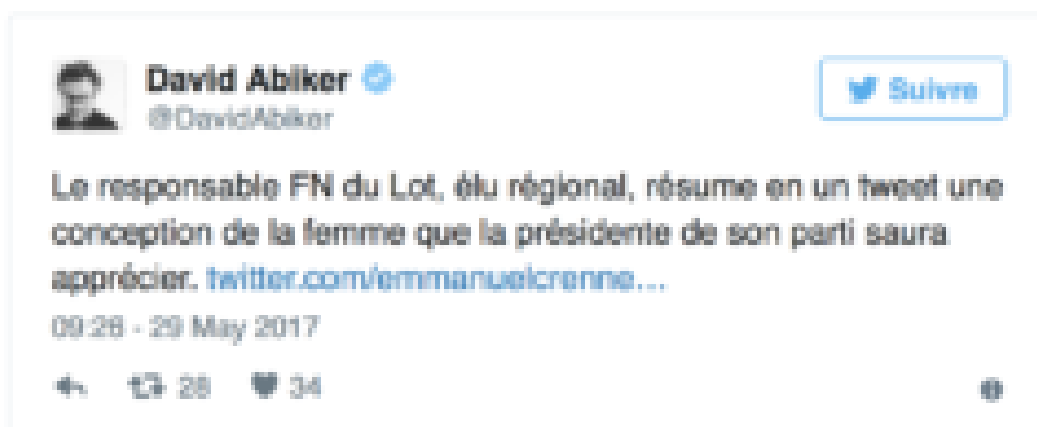 David Abiker
@DavidAbiker
Suivre
Le responsable FN du Lot, élu régional, résume en un tweet une
conception de la femme que la présidente de son parti saura
apprécier. twitter.com/emmanuelcrenne…
09:26 - 29 May 2017
28 34